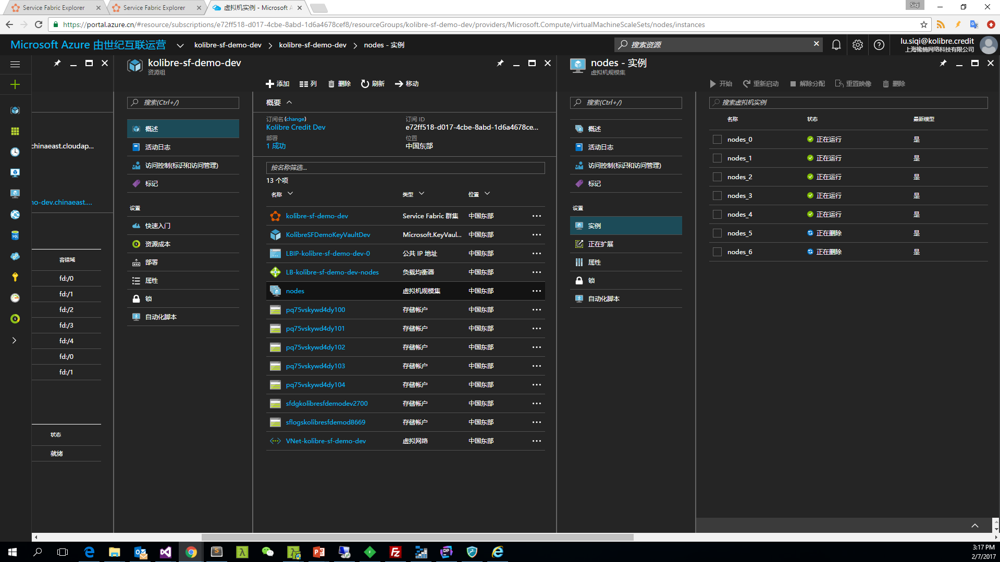 Service Fabric Explorer
Service Fabric Explorer
虚拟机实例 - Microsoft A
Siqi
https://portal.azure.cn/#resource/subscriptions/e72ff518-d017-4cbe-8abd-1d6a4678cef8/resourceGroups/kolibre-sf-demo-dev/providers/Microsoft.Compute/virtualMachineScaleSets/nodes/instances
Microsoft Azure 由世纪互联运营
kolibre-sf-demo-dev
kolibre-sf-demo-dev
nodes - 实例
搜索资源
lu.siqi@kolibre.credit
上海橡楠网络科技有限公司
chinaeast.cloudap...
mo-dev.chinaeast....
容错域
fd:/0
fd:/1
fd:/2
fd:/3
fd:/4
fd:/0
fd:/1
状态
就绪
kolibre-sf-demo-dev
资源组
添加
列
删除
刷新
移动
搜索(Ctrl+/)
概述
活动日志
访问控制(标识和访问管理)
标记
设置
快速入门
资源成本
部署
属性
锁
自动化脚本
概要
订阅名 (change)
Kolibre Credit Dev
订阅 ID
e72ff518-d017-4cbe-8abd-1d6a4678ce...
部署
1 成功
位置
中国东部
按名称筛选...
13 个项
名称 类型 位置
kolibre-sf-demo-dev Service Fabric 群集 中国东部
KolibreSFDemoKeyVaultDev Microsoft.KeyVaul... 中国东部
LBIP-kolibre-sf-demo-dev-0 公共 IP 地址 中国东部
LB-kolibre-sf-demo-dev-nodes 负载均衡器 中国东部
nodes 虚拟机规模集 中国东部
pq75vskywd4dy100 存储帐户 中国东部
pq75vskywd4dy101 存储帐户 中国东部
pq75vskywd4dy102 存储帐户 中国东部
pq75vskywd4dy103 存储帐户 中国东部
pq75vskywd4dy104 存储帐户 中国东部
sfdgkolibresfdemodev2700 存储帐户 中国东部
sflogskolibresfdemod8669 存储帐户 中国东部
VNet-kolibre-sf-demo-dev 虚拟网络 中国东部
nodes - 实例
虚拟机规模集
搜索(Ctrl+/)
概述
活动日志
访问控制(标识和访问管理)
标记
设置
实例
正在扩展
属性
锁
自动化脚本
开始
重新启动
解除分配
重置映像
删除
搜索虚拟机实例
名称 状态 最新模型
nodes_0 正在运行 是
nodes_1 正在运行 是
nodes_2 正在运行 是
nodes_3 正在运行 是
nodes_4 正在运行 是
nodes_5 正在删除 是
nodes_6 正在删除 是
3:17 PM
2/7/2017